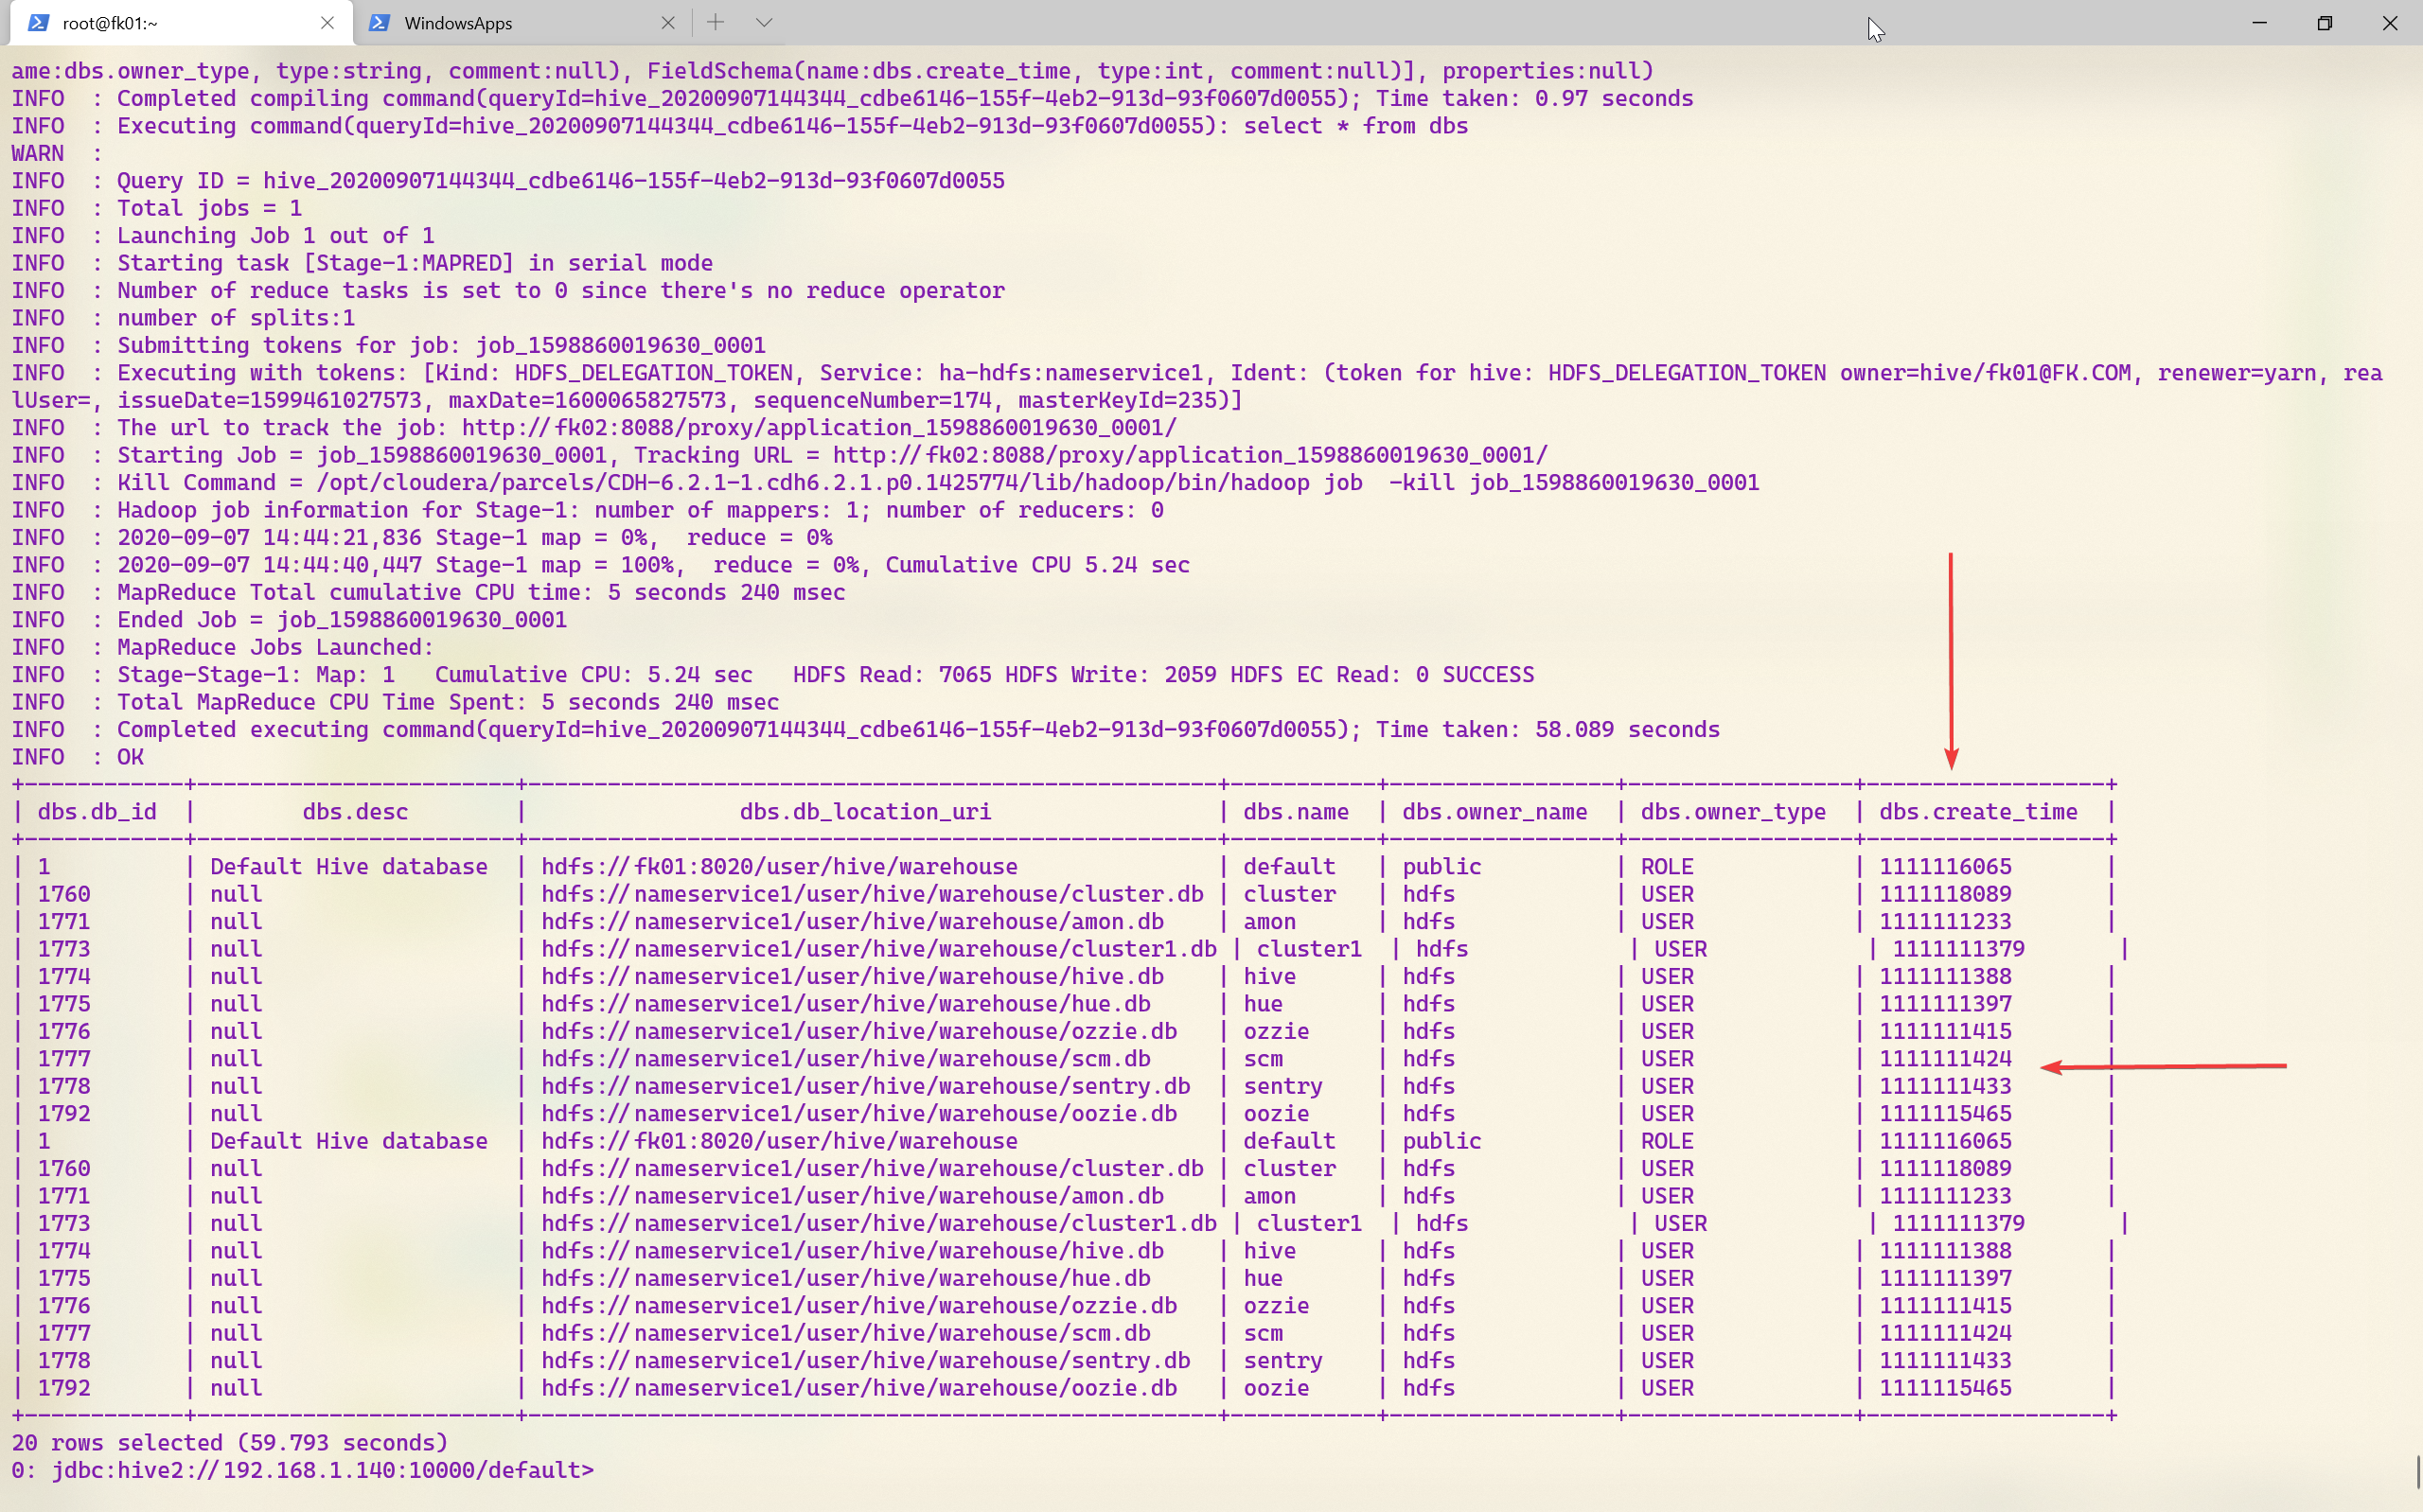 root@fk01:~
WindowsApps
ame:dbs.owner_type, type:string, comment:null), FieldSchema(name:dbs.create_time, type:int, comment:null)], properties:null)
INFO  : Completed compiling command(queryId=hive_20200907144344_cdbe6146-155f-4eb2-913d-93f0607d0055); Time taken: 0.97 seconds
INFO  : Executing command(queryId=hive_20200907144344_cdbe6146-155f-4eb2-913d-93f0607d0055): select * from dbs
WARN  :
INFO  : Query ID = hive_20200907144344_cdbe6146-155f-4eb2-913d-93f0607d0055
INFO  : Total jobs = 1
INFO  : Launching Job 1 out of 1
INFO  : Starting task [Stage-1:MAPRED] in serial mode
INFO  : Number of reduce tasks is set to 0 since there's no reduce operator
INFO  : number of splits:1
INFO  : Submitting tokens for job: job_1598860019630_0001
INFO  : Executing with tokens: [Kind: HDFS_DELEGATION_TOKEN, Service: ha-hdfs:nameservice1, Ident: (token for hive: HDFS_DELEGATION_TOKEN owner=hive/fk01@FK.COM, renewer=yarn, rea
lUser=, issueDate=1599461027573, maxDate=1600065827573, sequenceNumber=174, masterKeyId=235)]
INFO  : The url to track the job: http://fk02:8088/proxy/application_1598860019630_0001/
INFO  : Starting Job = job_1598860019630_0001, Tracking URL = http://fk02:8088/proxy/application_1598860019630_0001/
INFO  : Kill Command = /opt/cloudera/parcels/CDH-6.2.1-1.cdh6.2.1.p0.1425774/lib/hadoop/bin/hadoop job  -kill job_1598860019630_0001
INFO  : Hadoop job information for Stage-1: number of mappers: 1; number of reducers: 0
INFO  : 2020-09-07 14:44:21,836 Stage-1 map = 0%,  reduce = 0%
INFO  : 2020-09-07 14:44:40,447 Stage-1 map = 100%,  reduce = 0%, Cumulative CPU 5.24 sec
INFO  : MapReduce Total cumulative CPU time: 5 seconds 240 msec
INFO  : Ended Job = job_1598860019630_0001
INFO  : MapReduce Jobs Launched:
INFO  : Stage-Stage-1: Map: 1   Cumulative CPU: 5.24 sec   HDFS Read: 7065 HDFS Write: 2059 HDFS EC Read: 0 SUCCESS
INFO  : Total MapReduce CPU Time Spent: 5 seconds 240 msec
INFO  : Completed executing command(queryId=hive_20200907144344_cdbe6146-155f-4eb2-913d-93f0607d0055); Time taken: 58.089 seconds
INFO  : OK
| dbs.db_id | dbs.desc | dbs.db_location_uri | dbs.name | dbs.owner_name | dbs.owner_type | dbs.create_time |
| 1 | Default Hive database | hdfs://fk01:8020/user/hive/warehouse | default | public | ROLE | 1111116065 |
| 1760 | null | hdfs://nameservice1/user/hive/warehouse/cluster.db | cluster | hdfs | USER | 1111118089 |
| 1771 | null | hdfs://nameservice1/user/hive/warehouse/amon.db | amon | hdfs | USER | 1111111233 |
| 1773 | null | hdfs://nameservice1/user/hive/warehouse/cluster1.db | cluster1 | hdfs | USER | 1111111379 |
| 1774 | null | hdfs://nameservice1/user/hive/warehouse/hive.db | hive | hdfs | USER | 1111111388 |
| 1775 | null | hdfs://nameservice1/user/hive/warehouse/hue.db | hue | hdfs | USER | 1111111397 |
| 1776 | null | hdfs://nameservice1/user/hive/warehouse/ozzie.db | ozzie | hdfs | USER | 1111111415 |
| 1777 | null | hdfs://nameservice1/user/hive/warehouse/scm.db | scm | hdfs | USER | 1111111424 |
| 1778 | null | hdfs://nameservice1/user/hive/warehouse/sentry.db | sentry | hdfs | USER | 1111111433 |
| 1792 | null | hdfs://nameservice1/user/hive/warehouse/oozie.db | oozie | hdfs | USER | 1111115465 |
| 1 | Default Hive database | hdfs://fk01:8020/user/hive/warehouse | default | public | ROLE | 1111116065 |
| 1760 | null | hdfs://nameservice1/user/hive/warehouse/cluster.db | cluster | hdfs | USER | 1111118089 |
| 1771 | null | hdfs://nameservice1/user/hive/warehouse/amon.db | amon | hdfs | USER | 1111111233 |
| 1773 | null | hdfs://nameservice1/user/hive/warehouse/cluster1.db | cluster1 | hdfs | USER | 1111111379 |
| 1774 | null | hdfs://nameservice1/user/hive/warehouse/hive.db | hive | hdfs | USER | 1111111388 |
| 1775 | null | hdfs://nameservice1/user/hive/warehouse/hue.db | hue | hdfs | USER | 1111111397 |
| 1776 | null | hdfs://nameservice1/user/hive/warehouse/ozzie.db | ozzie | hdfs | USER | 1111111415 |
| 1777 | null | hdfs://nameservice1/user/hive/warehouse/scm.db | scm | hdfs | USER | 1111111424 |
| 1778 | null | hdfs://nameservice1/user/hive/warehouse/sentry.db | sentry | hdfs | USER | 1111111433 |
| 1792 | null | hdfs://nameservice1/user/hive/warehouse/oozie.db | oozie | hdfs | USER | 1111115465 |
20 rows selected (59.793 seconds)
0: jdbc:hive2://192.168.1.140:10000/default>